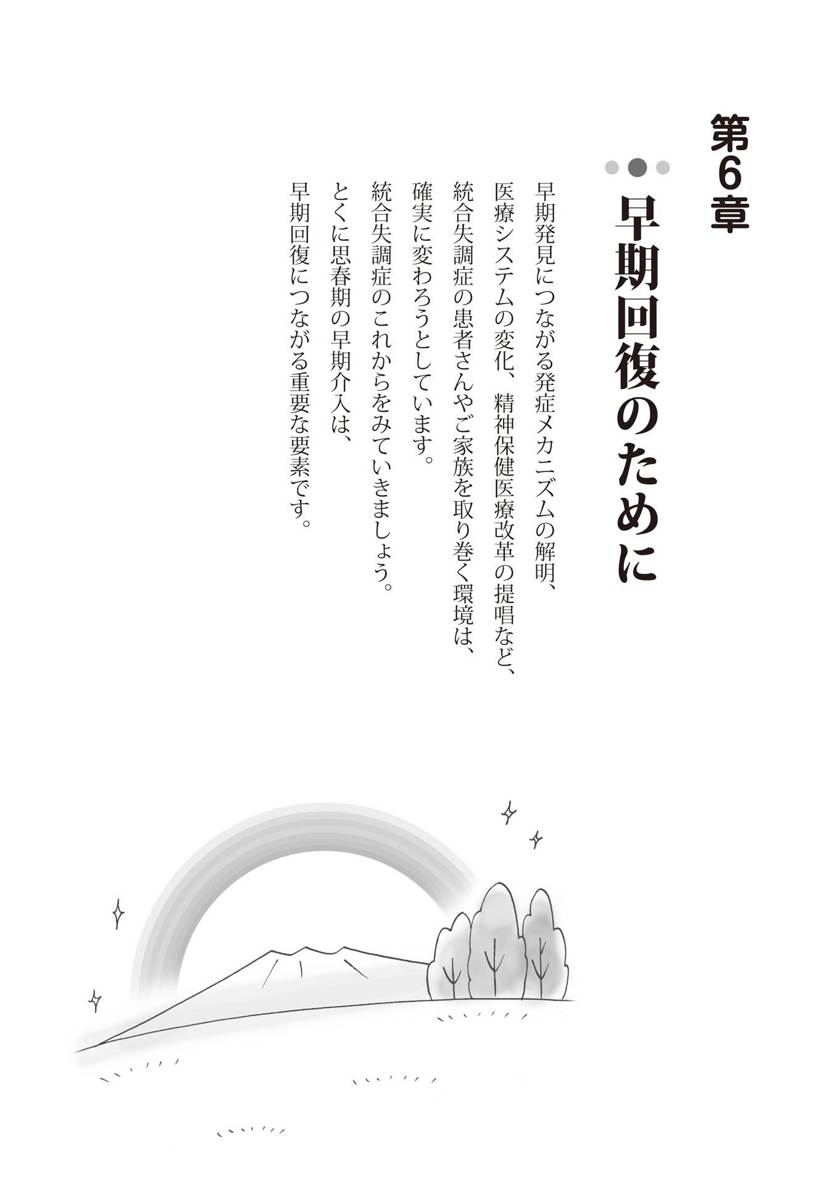 第6章
早期回復のために
早期発見につながる発症メカニズムの解明、
医療システムの変化、精神保健医療改革の提唱など、
統合失調症の患者さんやご家族を取り巻く環境は、
確実に変わろうとしています。
統合失調症のこれからをみていきましょう。
とくに思春期の早期介入は、
早期回復につながる重要な要素です。